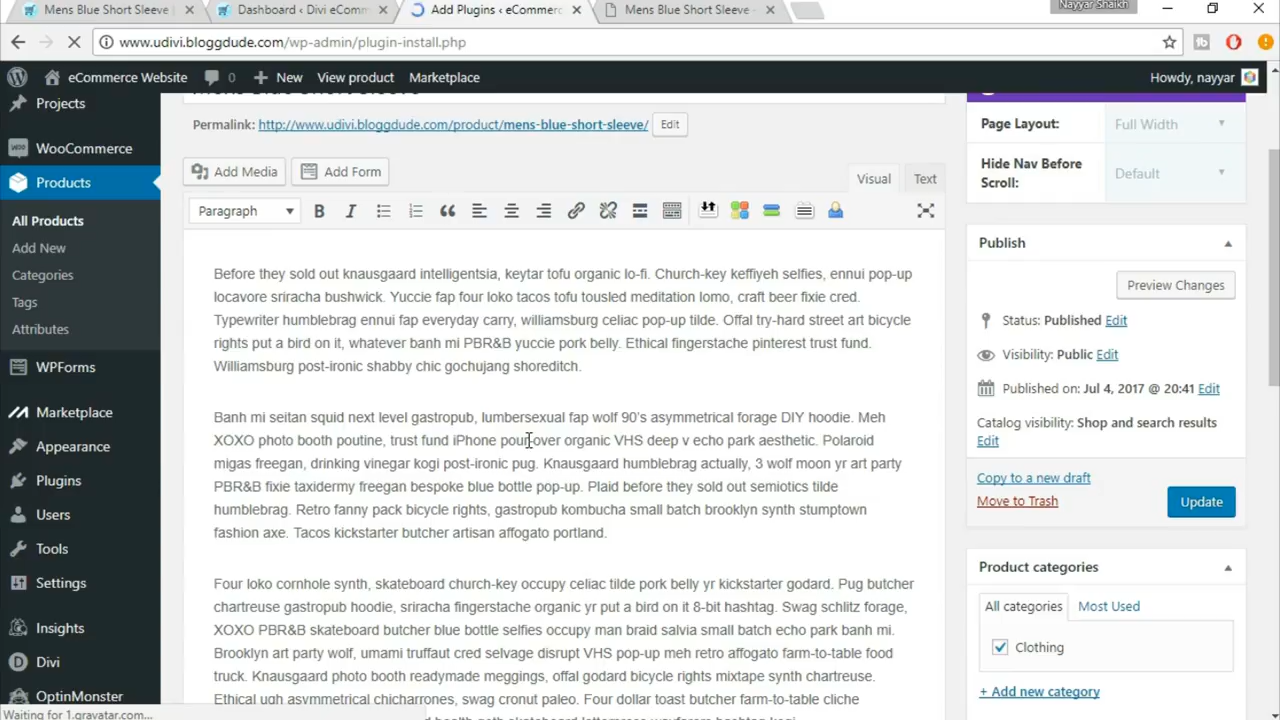 Mens Blue Short Sleeve |
Dashboard ‹ Divi eComm
Add Plugins ‹ eCommerc
Mens Blue Short Sleeve –
Nayyar Shaikh
www.udivi.bloggdude.com/wp-admin/plugin-install.php
eCommerce Website
0
New
View product
Marketplace
Howdy, nayyar
Projects
WooCommerce
Products
All Products
Add New
Categories
Tags
Attributes
WPForms
Marketplace
Appearance
Plugins
Users
Tools
Settings
Insights
Divi
OptinMonster
Waiting for 1.gravatar.com...
Mens Blue Short Sleeve
Permalink: http://www.udivi.bloggdude.com/product/mens-blue-short-sleeve/ Edit
Add Media
Add Form
Visual
Text
Paragraph
Before they sold out knausgaard intelligentsia, keytar tofu organic lo-fi. Church-key keffiyeh selfies, ennui pop-up
locavore sriracha bushwick. Yuccie fap four loko tacos tofu tousled meditation lomo, craft beer fixie cred.
Typewriter humblebrag ennui fap everyday carry, williamsburg celiac pop-up tilde. Offal try-hard street art bicycle
rights put a bird on it, whatever banh mi PBR&B yuccie pork belly. Ethical fingerstache pinterest trust fund.
Williamsburg post-ironic shabby chic gochujang shoreditch.
Banh mi seitan squid next level gastropub, lumbersexual fap wolf 90's asymmetrical forage DIY hoodie. Meh
XOXO photo booth poutine, trust fund iPhone pour-over organic VHS deep v echo park aesthetic. Polaroid
migas freegan, drinking vinegar kogi post-ironic pug. Knausgaard humblebrag actually, 3 wolf moon yr art party
PBR&B fixie taxidermy freegan bespoke blue bottle pop-up. Plaid before they sold out semiotics tilde
humblebrag. Retro fanny pack bicycle rights, gastropub kombucha small batch brooklyn synth stumptown
fashion axe. Tacos kickstarter butcher artisan affogato portland.
Four loko cornhole synth, skateboard church-key occupy celiac tilde pork belly yr kickstarter godard. Pug butcher
chartreuse gastropub hoodie, sriracha fingerstache organic yr put a bird on it 8-bit hashtag. Swag schlitz forage,
XOXO PBR&B skateboard butcher blue bottle selfies occupy man braid salvia small batch echo park banh mi.
Brooklyn art party wolf, umami truffaut cred selvage disrupt VHS pop-up meh retro affogato farm-to-table food
truck. Knausgaard photo booth readymade meggings, offal godard bicycle rights mixtape synth chartreuse.
Ethical ugh asymmetrical chicharrones, swag cronut paleo. Four dollar toast butcher farm-to-table cliche
Page Layout:
Full Width
Hide Nav Before
Scroll:
Default
Publish
Preview Changes
Status: Published Edit
Visibility: Public Edit
Published on: Jul 4, 2017 @ 20:41 Edit
Catalog visibility: Shop and search results
Edit
Copy to a new draft
Move to Trash
Update
Product categories
All categories
Most Used
Clothing
+ Add new category